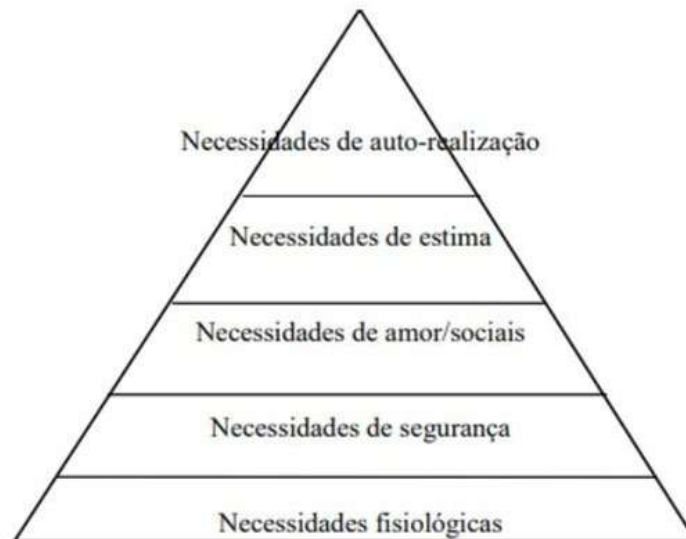 Necessidades de auto-realização
Necessidades de estima
Necessidades de amor/sociais
Necessidades de segurança
Necessidades fisiológicas